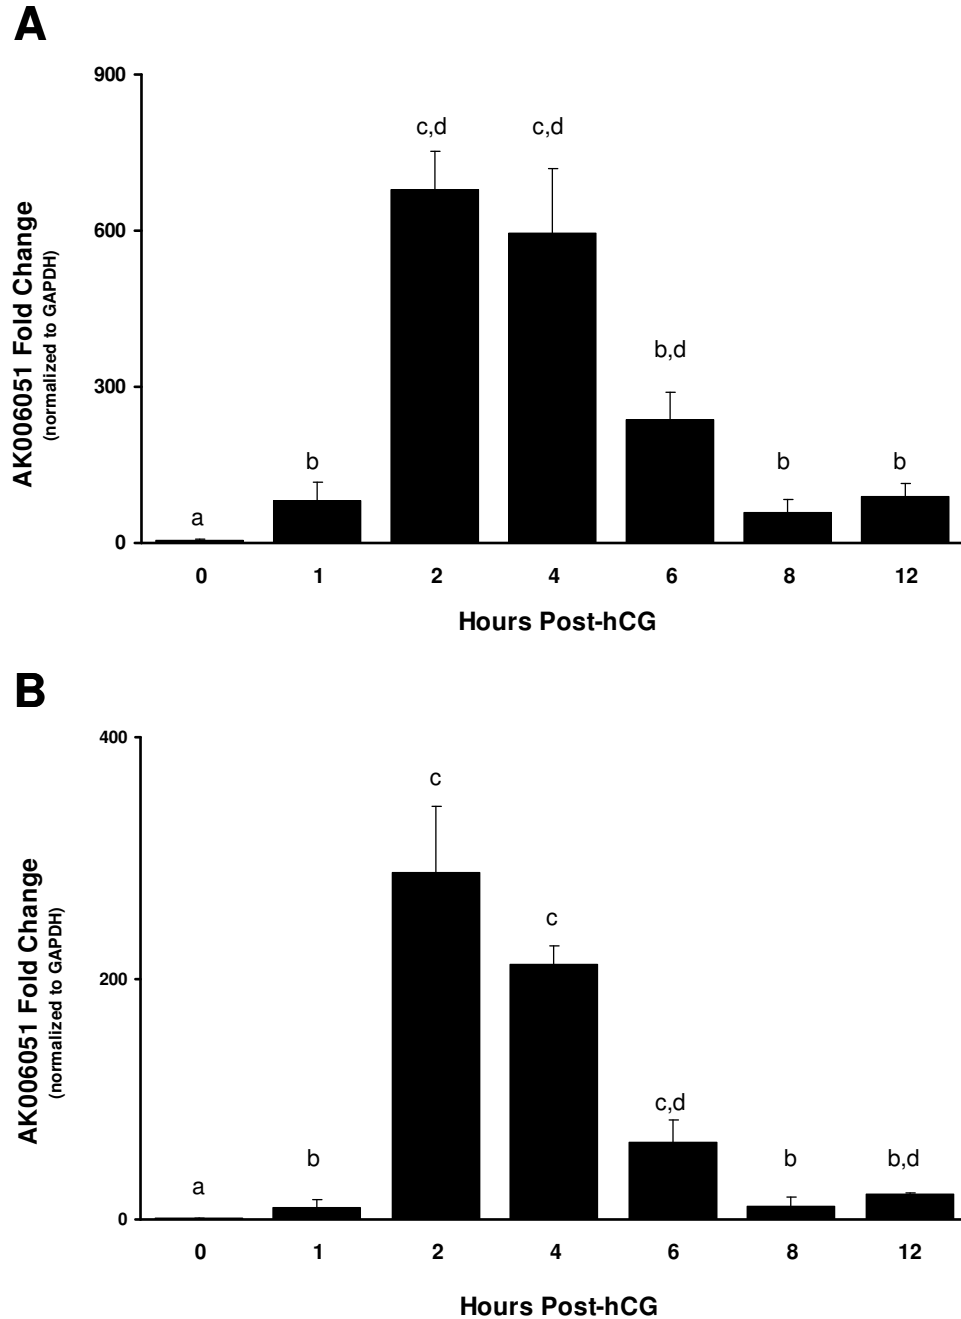 A
900
600
300
0
AK006051 Fold Change
(normalized to GAPDH)
a
b
c,d
c,d
b,d
b
b
0 1 2 4 6 8 12
Hours Post-hCG
B
400
200
0
AK006051 Fold Change
(normalized to GAPDH)
a
b
c
c
c,d
b
b,d
0 1 2 4 6 8 12
Hours Post-hCG